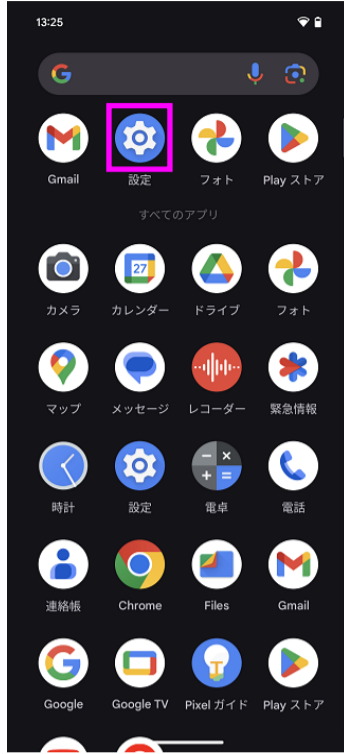 13:25
Gmail 設定 フォト Play ストア
すべてのアプリ
27
カメラ カレンダー ドライブ フォト
マップ メッセージ レコーダー 緊急情報
時計 設定 電卓 電話
連絡帳 Chrome Files Gmail
Google Google TV Pixel ガイド Play ストア